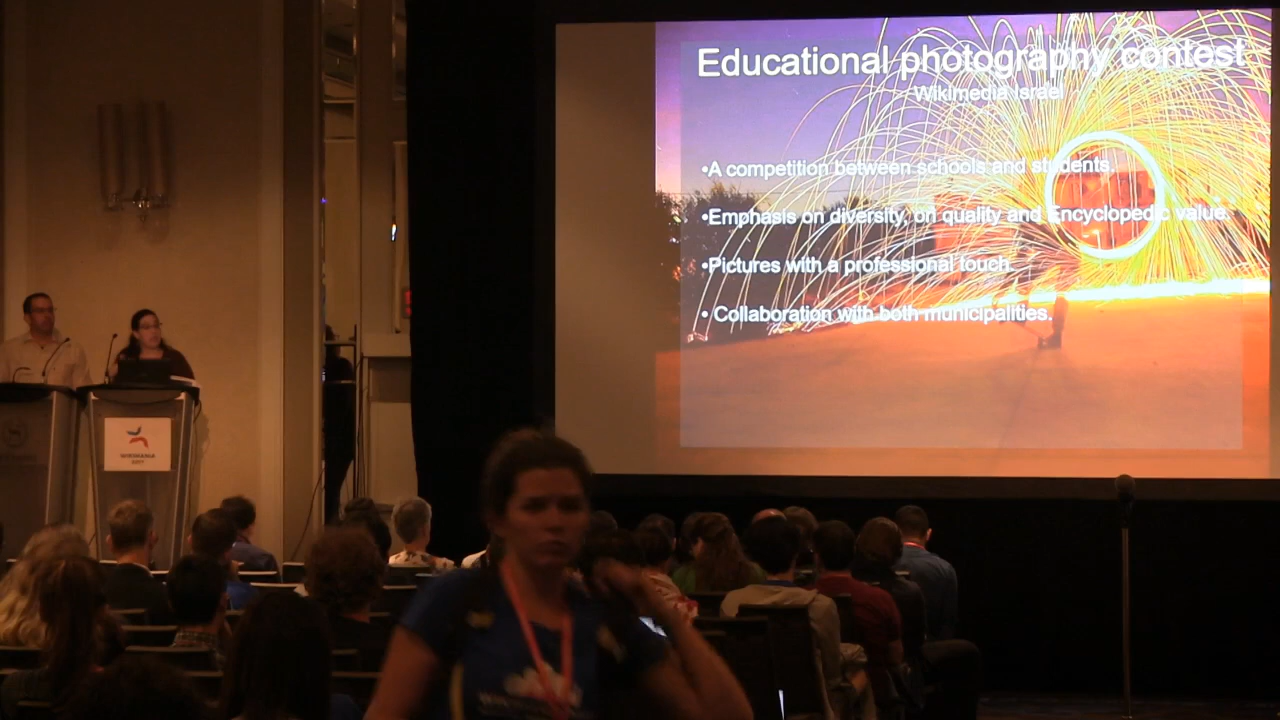 Educational photography contest
Wikimedia Israel
•A competition between schools and students.
•Emphasis on diversity, on quality and Encyclopedic value.
•Pictures with a professional touch.
• Collaboration with both municipalities.
WIKIMANIA